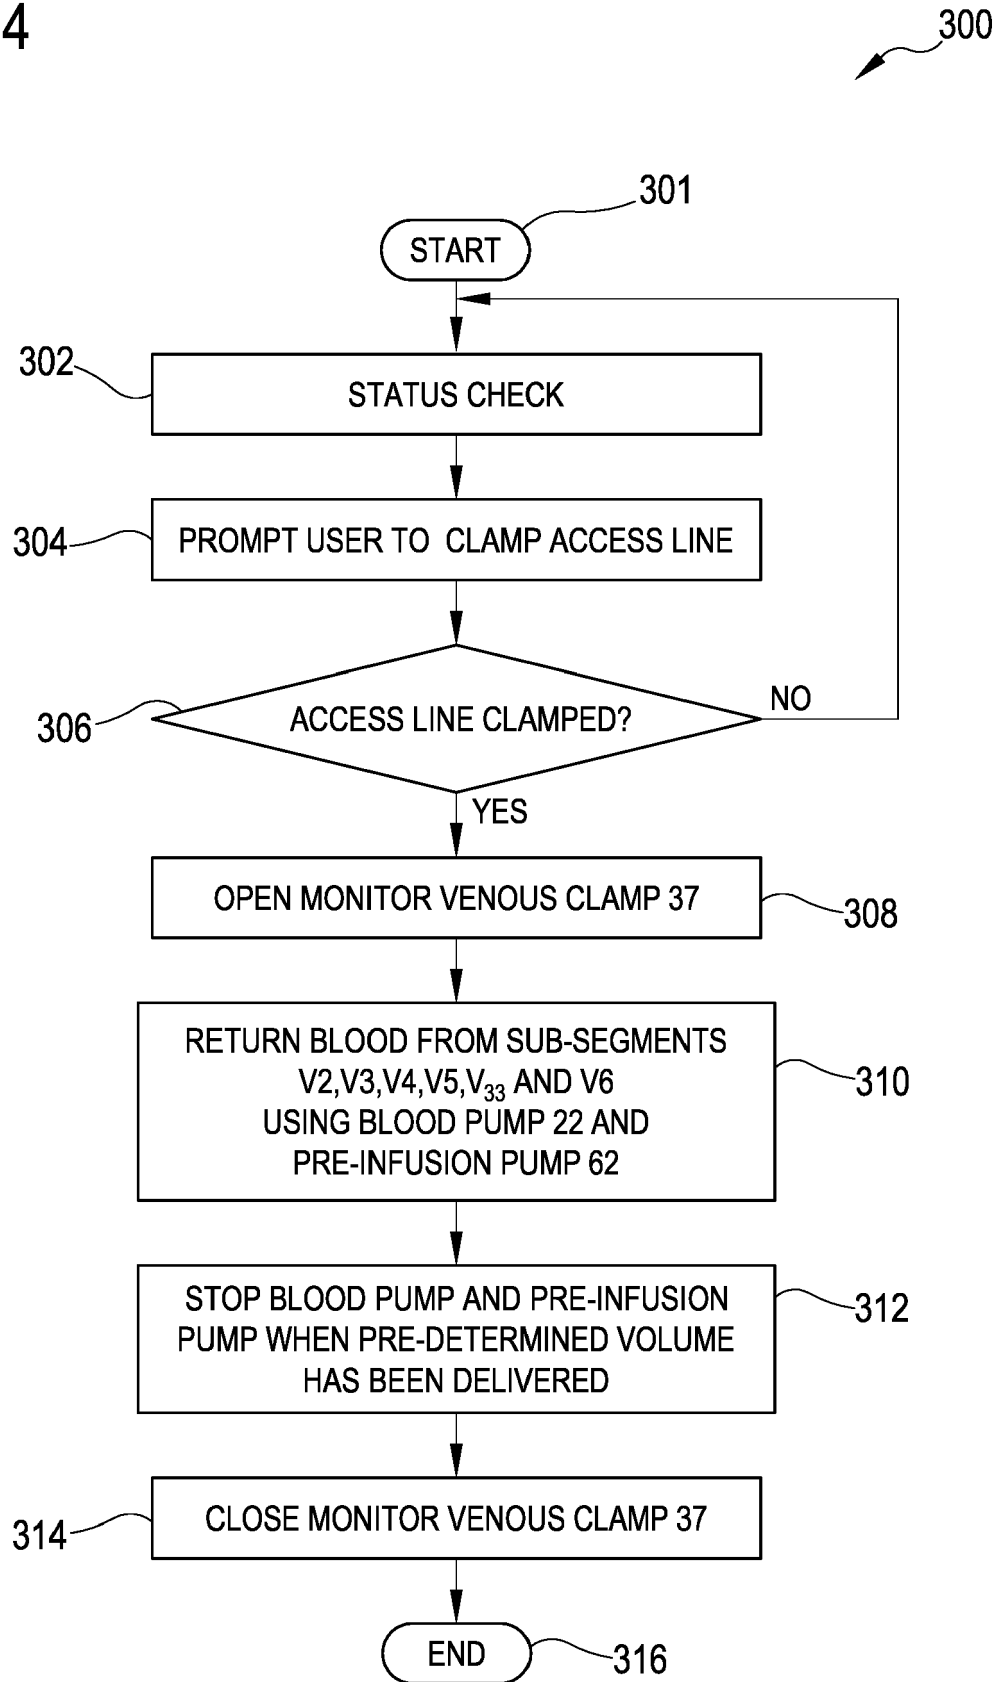 4
300
301
START
302
STATUS CHECK
304
PROMPT USER TO CLAMP ACCESS LINE
306
ACCESS LINE CLAMPED?
NO
YES
OPEN MONITOR VENOUS CLAMP 37
308
RETURN BLOOD FROM SUB-SEGMENTS
V2,V3,V4,V5,V33 AND V6
USING BLOOD PUMP 22 AND
PRE-INFUSION PUMP 62
310
STOP BLOOD PUMP AND PRE-INFUSION
PUMP WHEN PRE-DETERMINED VOLUME
HAS BEEN DELIVERED
312
CLOSE MONITOR VENOUS CLAMP 37
314
END
316